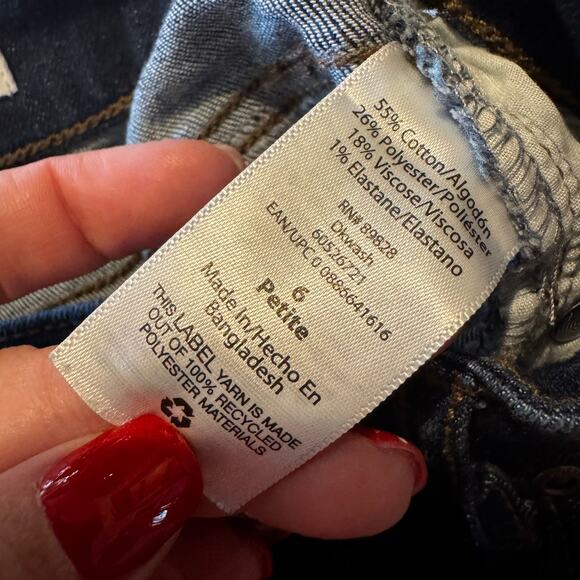 55% Cotton/Algodón
26% Polyester/Poliéster
18% Viscose/Viscosa
1% Elastane/Elastano
RN# 89828
Dkwash
60526721
EAN/UPC 0 0886641616
6
Petite
Made In/Hecho En
Bangladesh
THIS LABEL YARN IS MADE
OUT OF 100% RECYCLED
POLYESTER MATERIALS